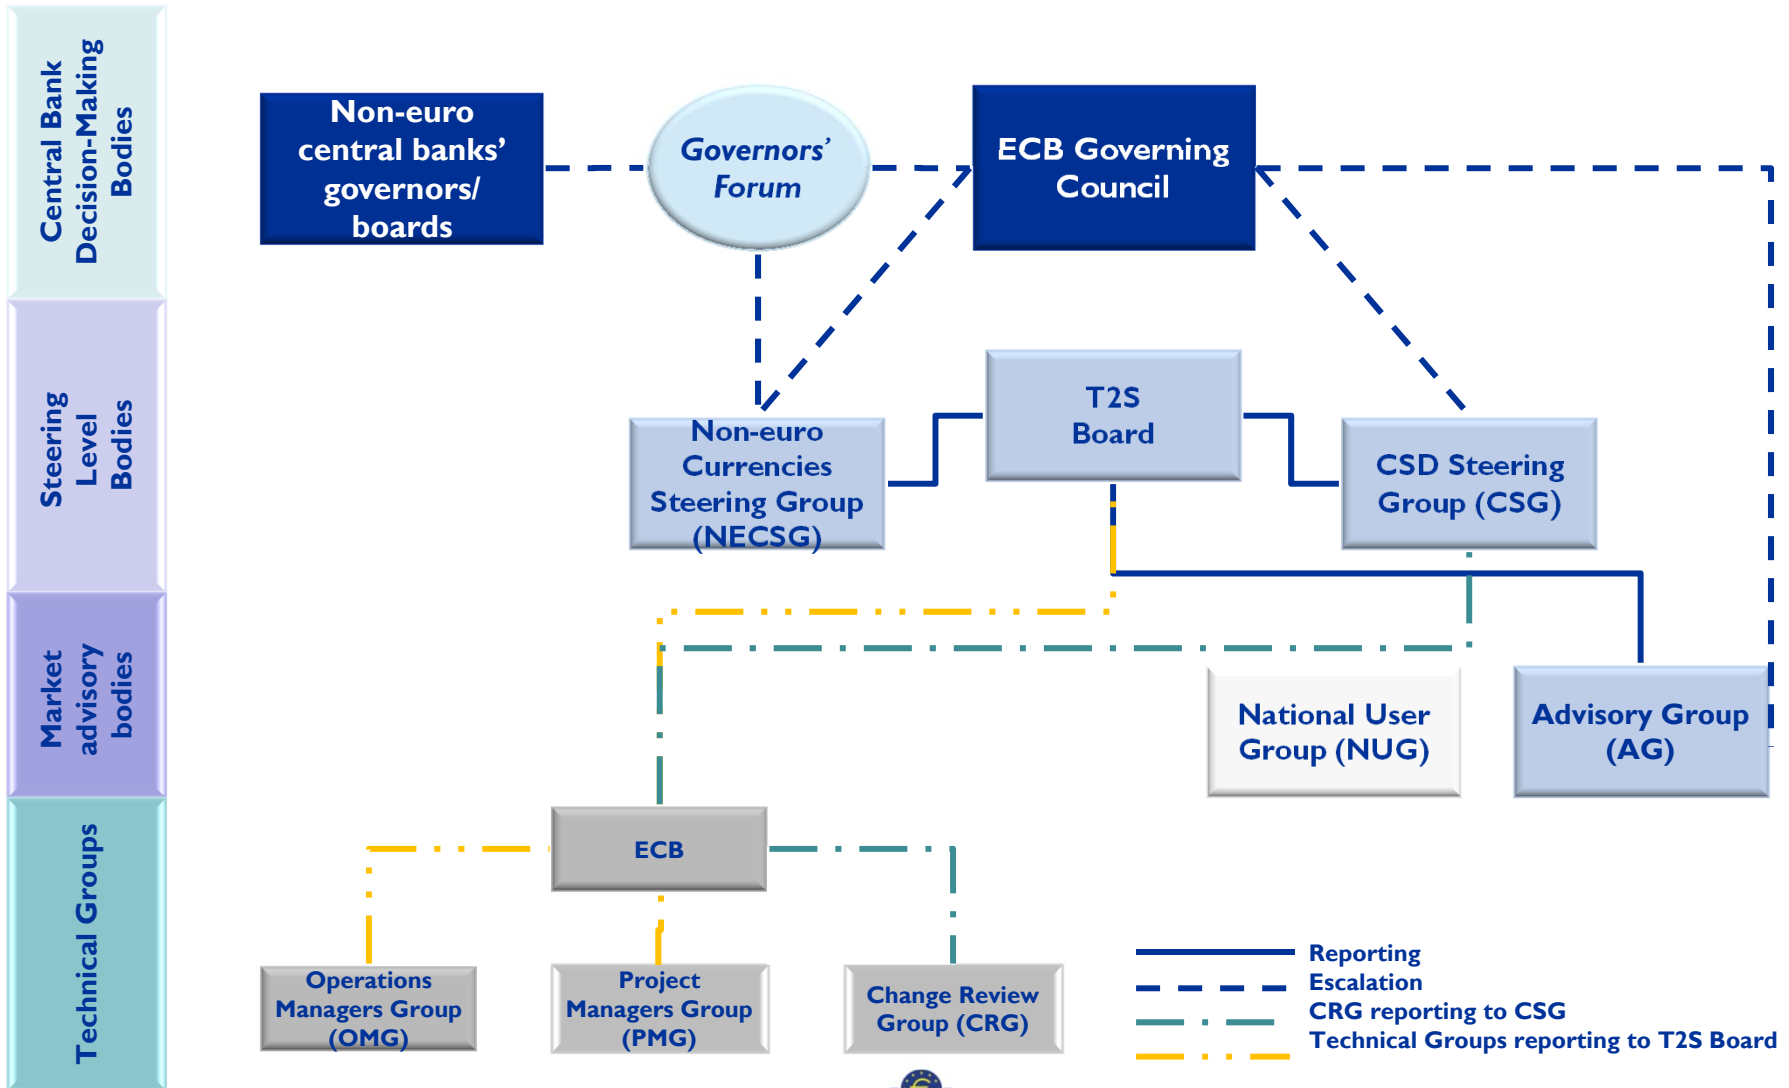 Central Bank
Decision-Making
Bodies
Non-euro
central banks’
governors/
boards
Governors’
Forum
ECB Governing
Council
Steering
Level
Bodies
T2S
Board
Non-euro
Currencies
Steering Group
(NECSG)
CSD Steering
Group (CSG)
Market
advisory
bodies
National User
Group (NUG)
Advisory Group
(AG)
Technical Groups
ECB
Operations
Managers Group
(OMG)
Project
Managers Group
(PMG)
Change Review
Group (CRG)
Reporting
Escalation
CRG reporting to CSG
Technical Groups reporting to T2S Board